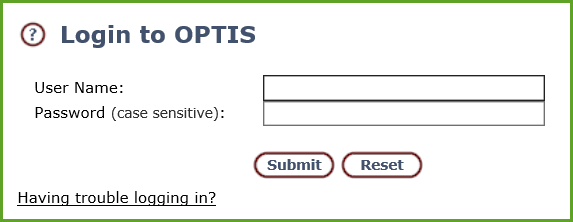 ? Login to OPTIS
User Name:
Password (case sensitive):
Submit Reset
Having trouble logging in?